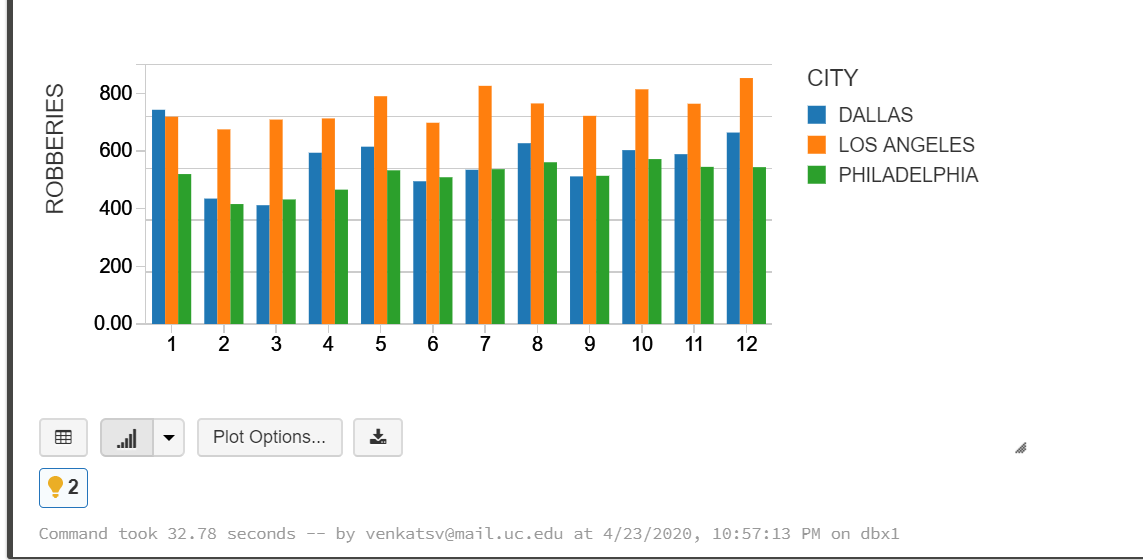 ROBBERIES
800
600
400
200
0.00
1 2 3 4 5 6 7 8 9 10 11 12
CITY
DALLAS
LOS ANGELES
PHILADELPHIA
Plot Options...
2
Command took 32.78 seconds -- by venkatsv@mail.uc.edu at 4/23/2020, 10:57:13 PM on dbx1